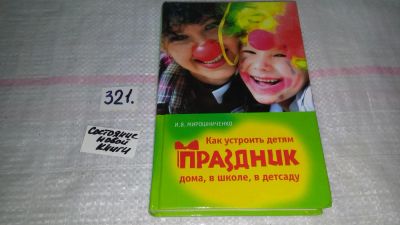 321.
Состояние
новой
книги
И.В. МИРОШНИЧЕНКО
Как устроить детям
ПРАЗДНИК
дома, в школе, в детсаду